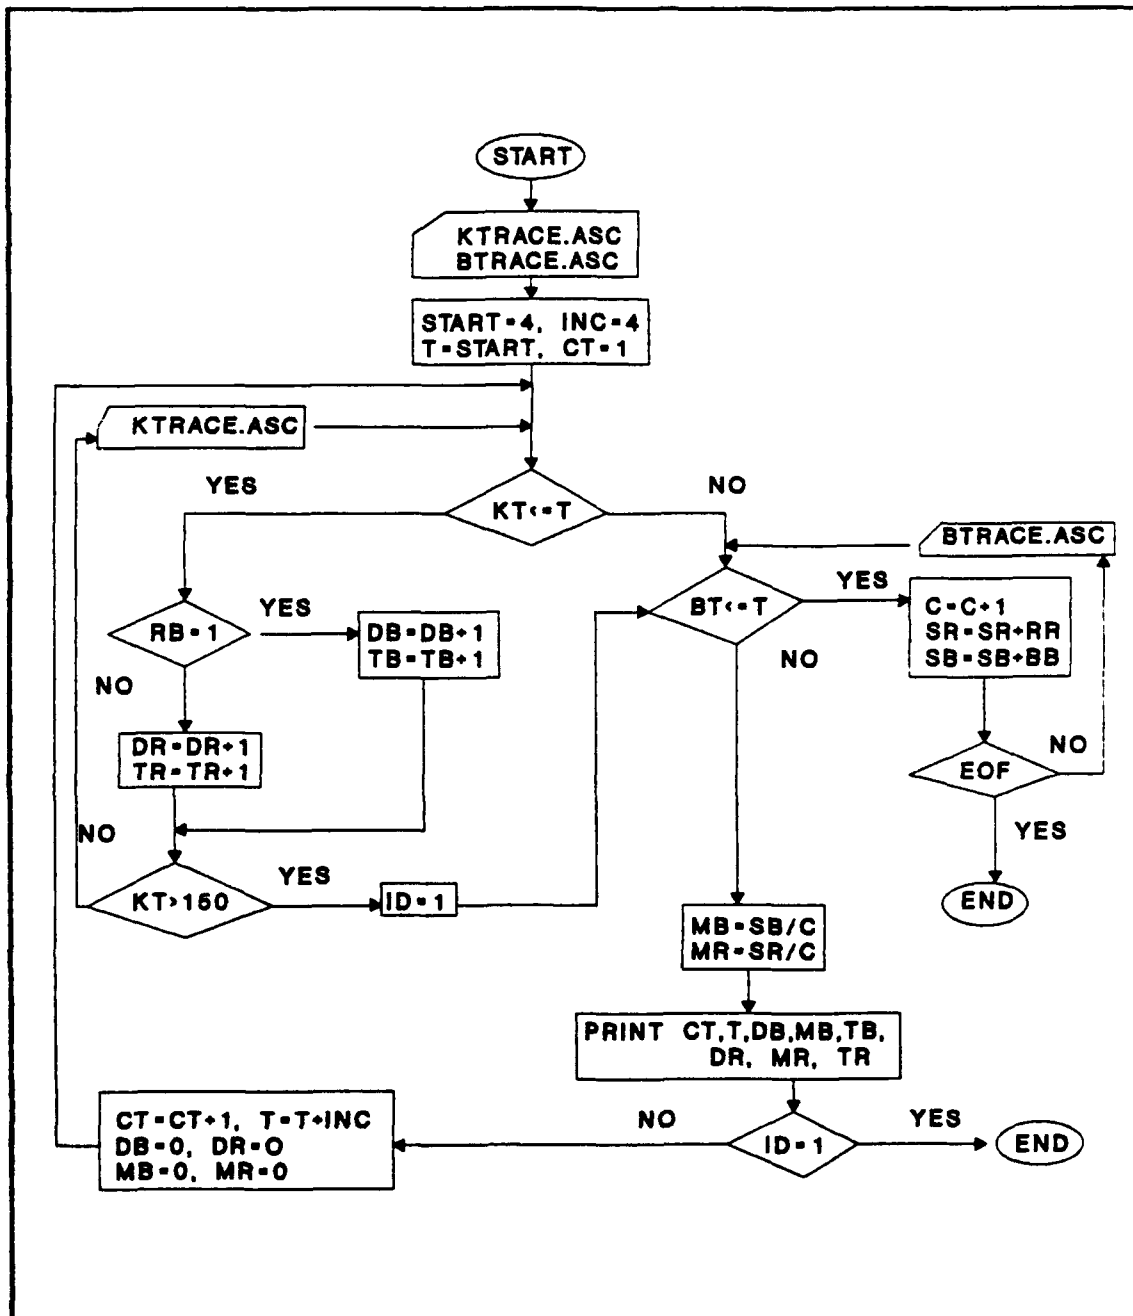 START
KTRACE.ASC
BTRACE.ASC
START=4, INC=4
T=START, CT=1
KTRACE.ASC
YES
KT<=T
NO
BTRACE.ASC
RB=1
YES
DB=DB+1
TB=TB+1
NO
DR=DR+1
TR=TR+1
BT<=T
YES
C=C+1
SR=SR+RR
SB=SB+BB
NO
EOF
NO
YES
END
NO
KT>150
YES
ID=1
MB=SB/C
MR=SR/C
PRINT CT,T,DB,MB,TB,
DR, MR, TR
CT=CT+1, T=T+INC
DB=0, DR=0
MB=0, MR=0
NO
ID=1
YES
END